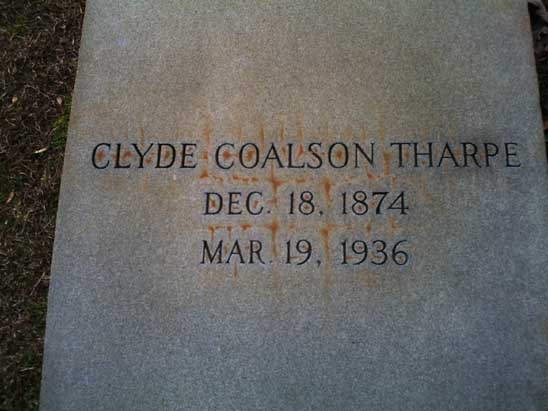 CLYDE COALSON THARPE
DEC. 18, 1874
MAR. 19, 1936